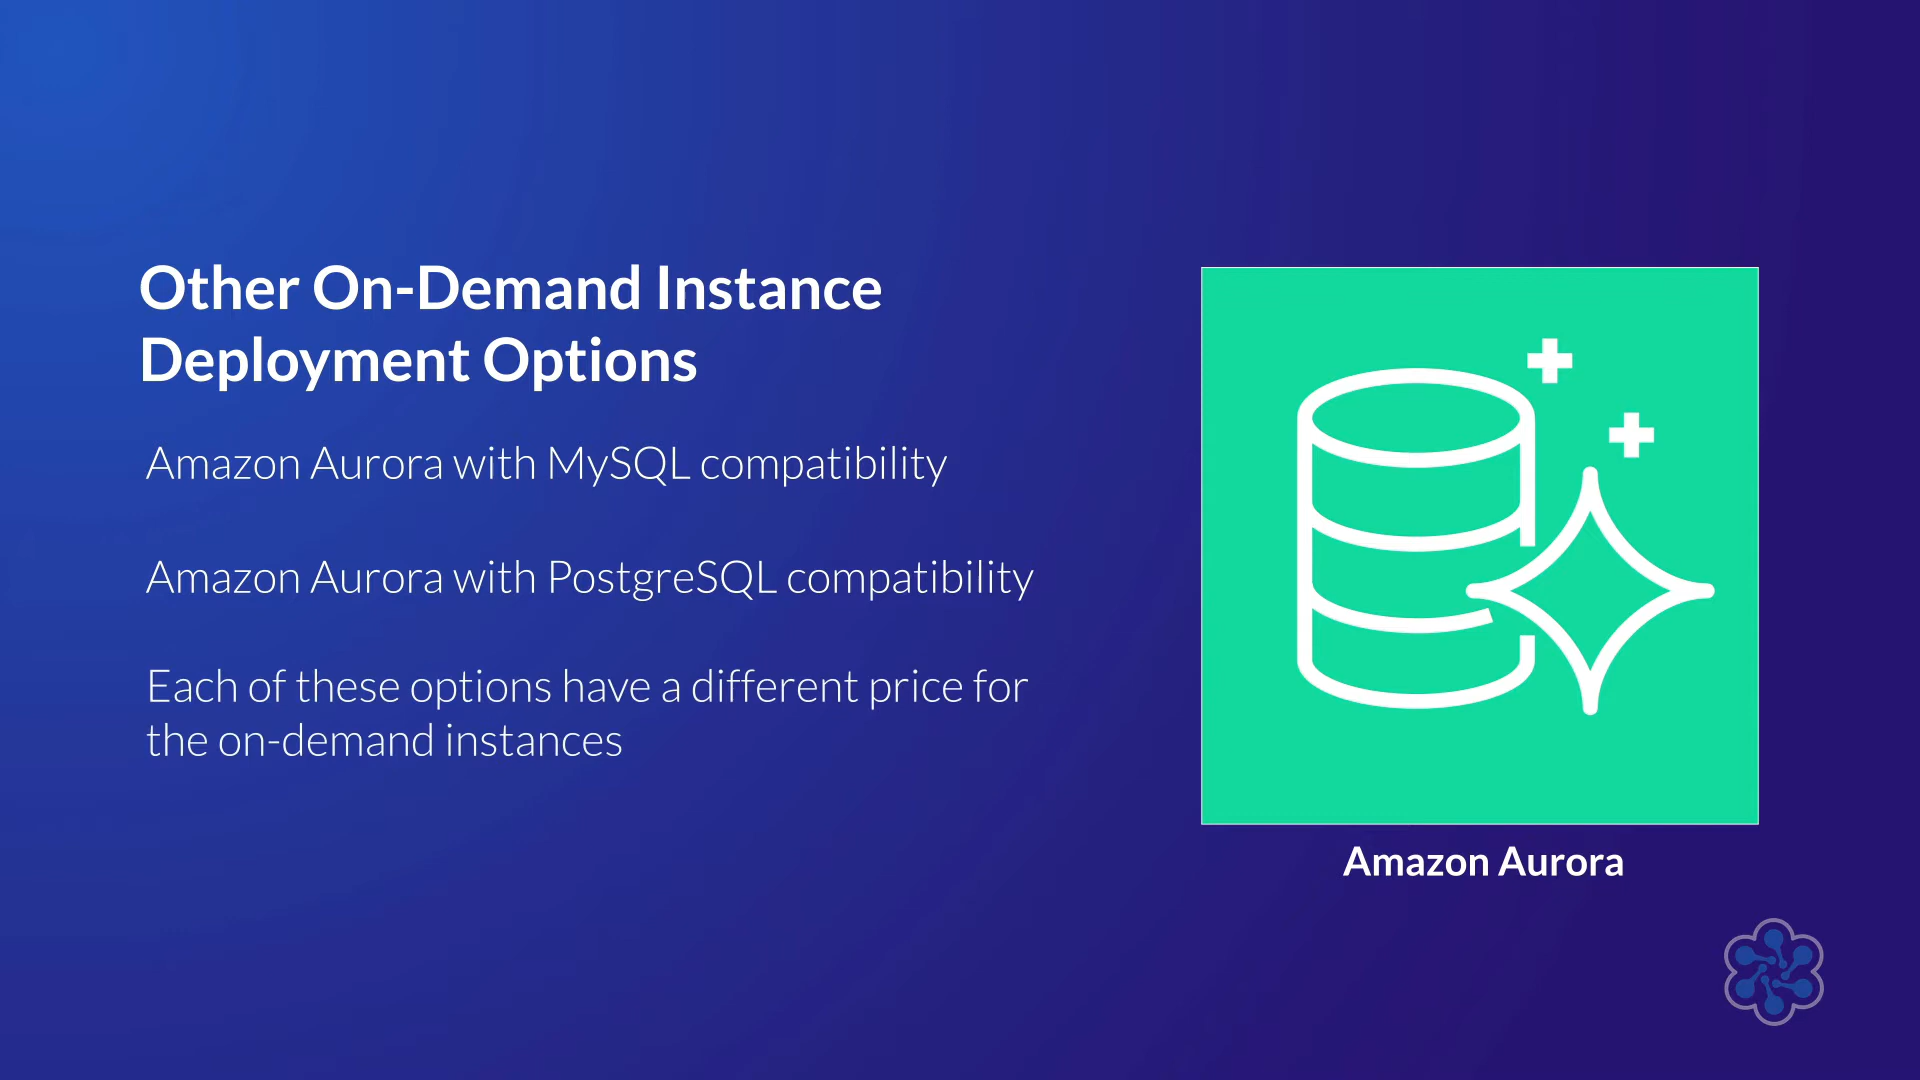 Other On-Demand Instance
Deployment Options
Amazon Aurora with MySQL compatibility
Amazon Aurora with PostgreSQL compatibility
Each of these options have a different price for
the on-demand instances
Amazon Aurora